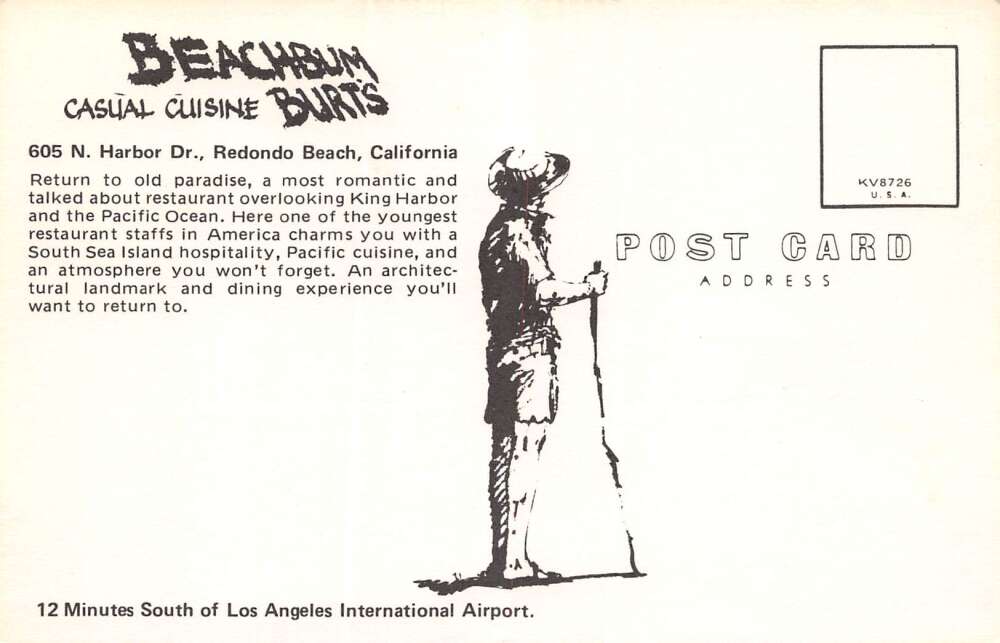 BEACHBUM
CASUAL CUISINE BURT'S
605 N. Harbor Dr., Redondo Beach, California
Return to old paradise, a most romantic and
talked about restaurant overlooking King Harbor
and the Pacific Ocean. Here one of the youngest
restaurant staffs in America charms you with a
South Sea Island hospitality, Pacific cuisine, and
an atmosphere you won't forget. An architec-
tural landmark and dining experience you'll
want to return to.
KV8726
U. S. A.
POST CARD
ADDRESS
12 Minutes South of Los Angeles International Airport.